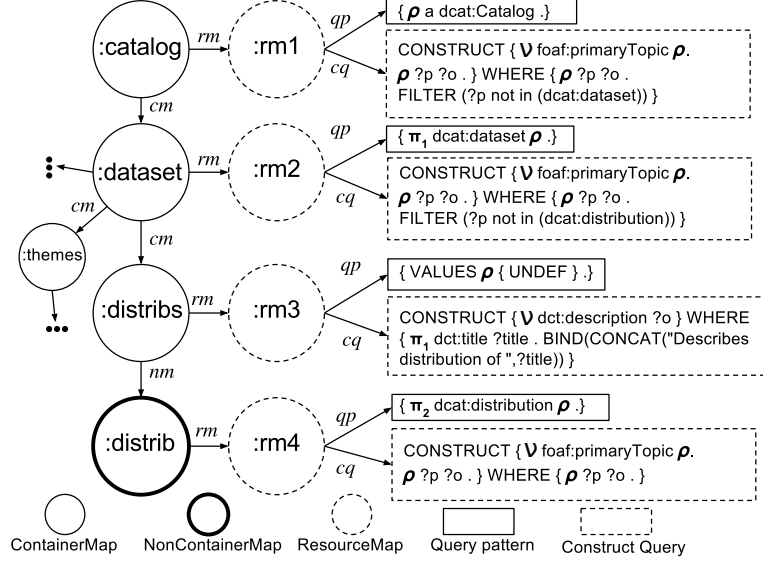 :catalog
rm
:rm1
qp
cq
{ ρ a dcat:Catalog .}
CONSTRUCT { ν foaf:primaryTopic ρ.
ρ ?p ?o . } WHERE { ρ ?p ?o .
FILTER (?p not in (dcat:dataset)) }
cm
:dataset
rm
:rm2
qp
cq
{ π1 dcat:dataset ρ .}
CONSTRUCT { ν foaf:primaryTopic ρ.
ρ ?p ?o . } WHERE { ρ ?p ?o .
FILTER (?p not in (dcat:distribution)) }
cm
:themes
cm
:distribs
rm
:rm3
qp
cq
{ VALUES ρ { UNDEF } .}
CONSTRUCT { ν dct:description ?o } WHERE
{ π1 dct:title ?title . BIND(CONCAT("Describes
distribution of ",?title)) }
nm
:distrib
rm
:rm4
qp
cq
{ π2 dcat:distribution ρ .}
CONSTRUCT { ν foaf:primaryTopic ρ.
ρ ?p ?o . } WHERE { ρ ?p ?o . }
ContainerMap
NonContainerMap
ResourceMap
Query pattern
Construct Query